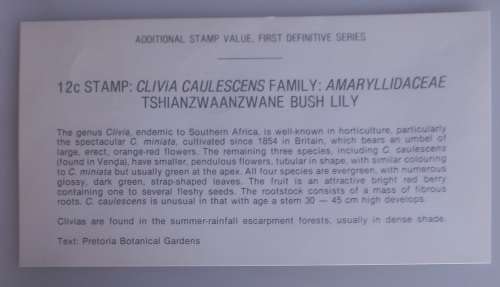 ADDITIONAL STAMP VALUE, FIRST DEFINITIVE SERIES
12c STAMP: CLIVIA CAULESCENS FAMILY: AMARYLLIDACEAE
TSHIANZWAANZWANE BUSH LILY
The genus Clivia, endemic to Southern Africa, is well-known in horticulture, particularly
the spectacular C. miniata, cultivated since 1854 in Britain, which bears an umbel of
large, erect, orange-red flowers. The remaining three species, including C. caulescens
(found in Venda), have smaller, pendulous flowers, tubular in shape, with similar colouring
to C. miniata but usually green at the apex. All four species are evergreen, with numerous
glossy, dark green, strap-shaped leaves. The fruit is an attractive bright red berry
containing one to several fleshy seeds. The rootstock consists of a mass of fibrous
roots. C. caulescens is unusual in that with age a stem 30 — 45 cm high develops.
Clivias are found in the summer-rainfall escarpment forests, usually in dense shade.
Text: Pretoria Botanical Gardens